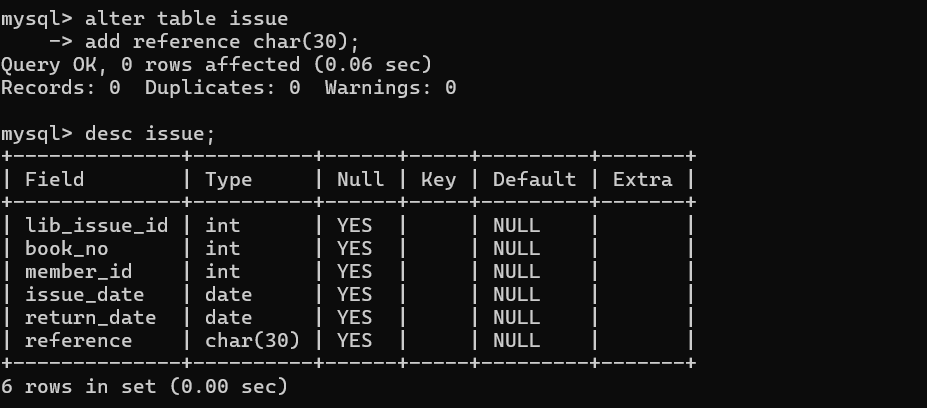 mysql> alter table issue
    -> add reference char(30);
Query OK, 0 rows affected (0.06 sec)
Records: 0  Duplicates: 0  Warnings: 0

mysql> desc issue;
+--------------+----------+------+-----+---------+-------+
| Field        | Type     | Null | Key | Default | Extra |
+--------------+----------+------+-----+---------+-------+
| lib_issue_id | int      | YES  |     | NULL    |       |
| book_no      | int      | YES  |     | NULL    |       |
| member_id    | int      | YES  |     | NULL    |       |
| issue_date   | date     | YES  |     | NULL    |       |
| return_date  | date     | YES  |     | NULL    |       |
| reference    | char(30) | YES  |     | NULL    |       |
+--------------+----------+------+-----+---------+-------+
6 rows in set (0.00 sec)